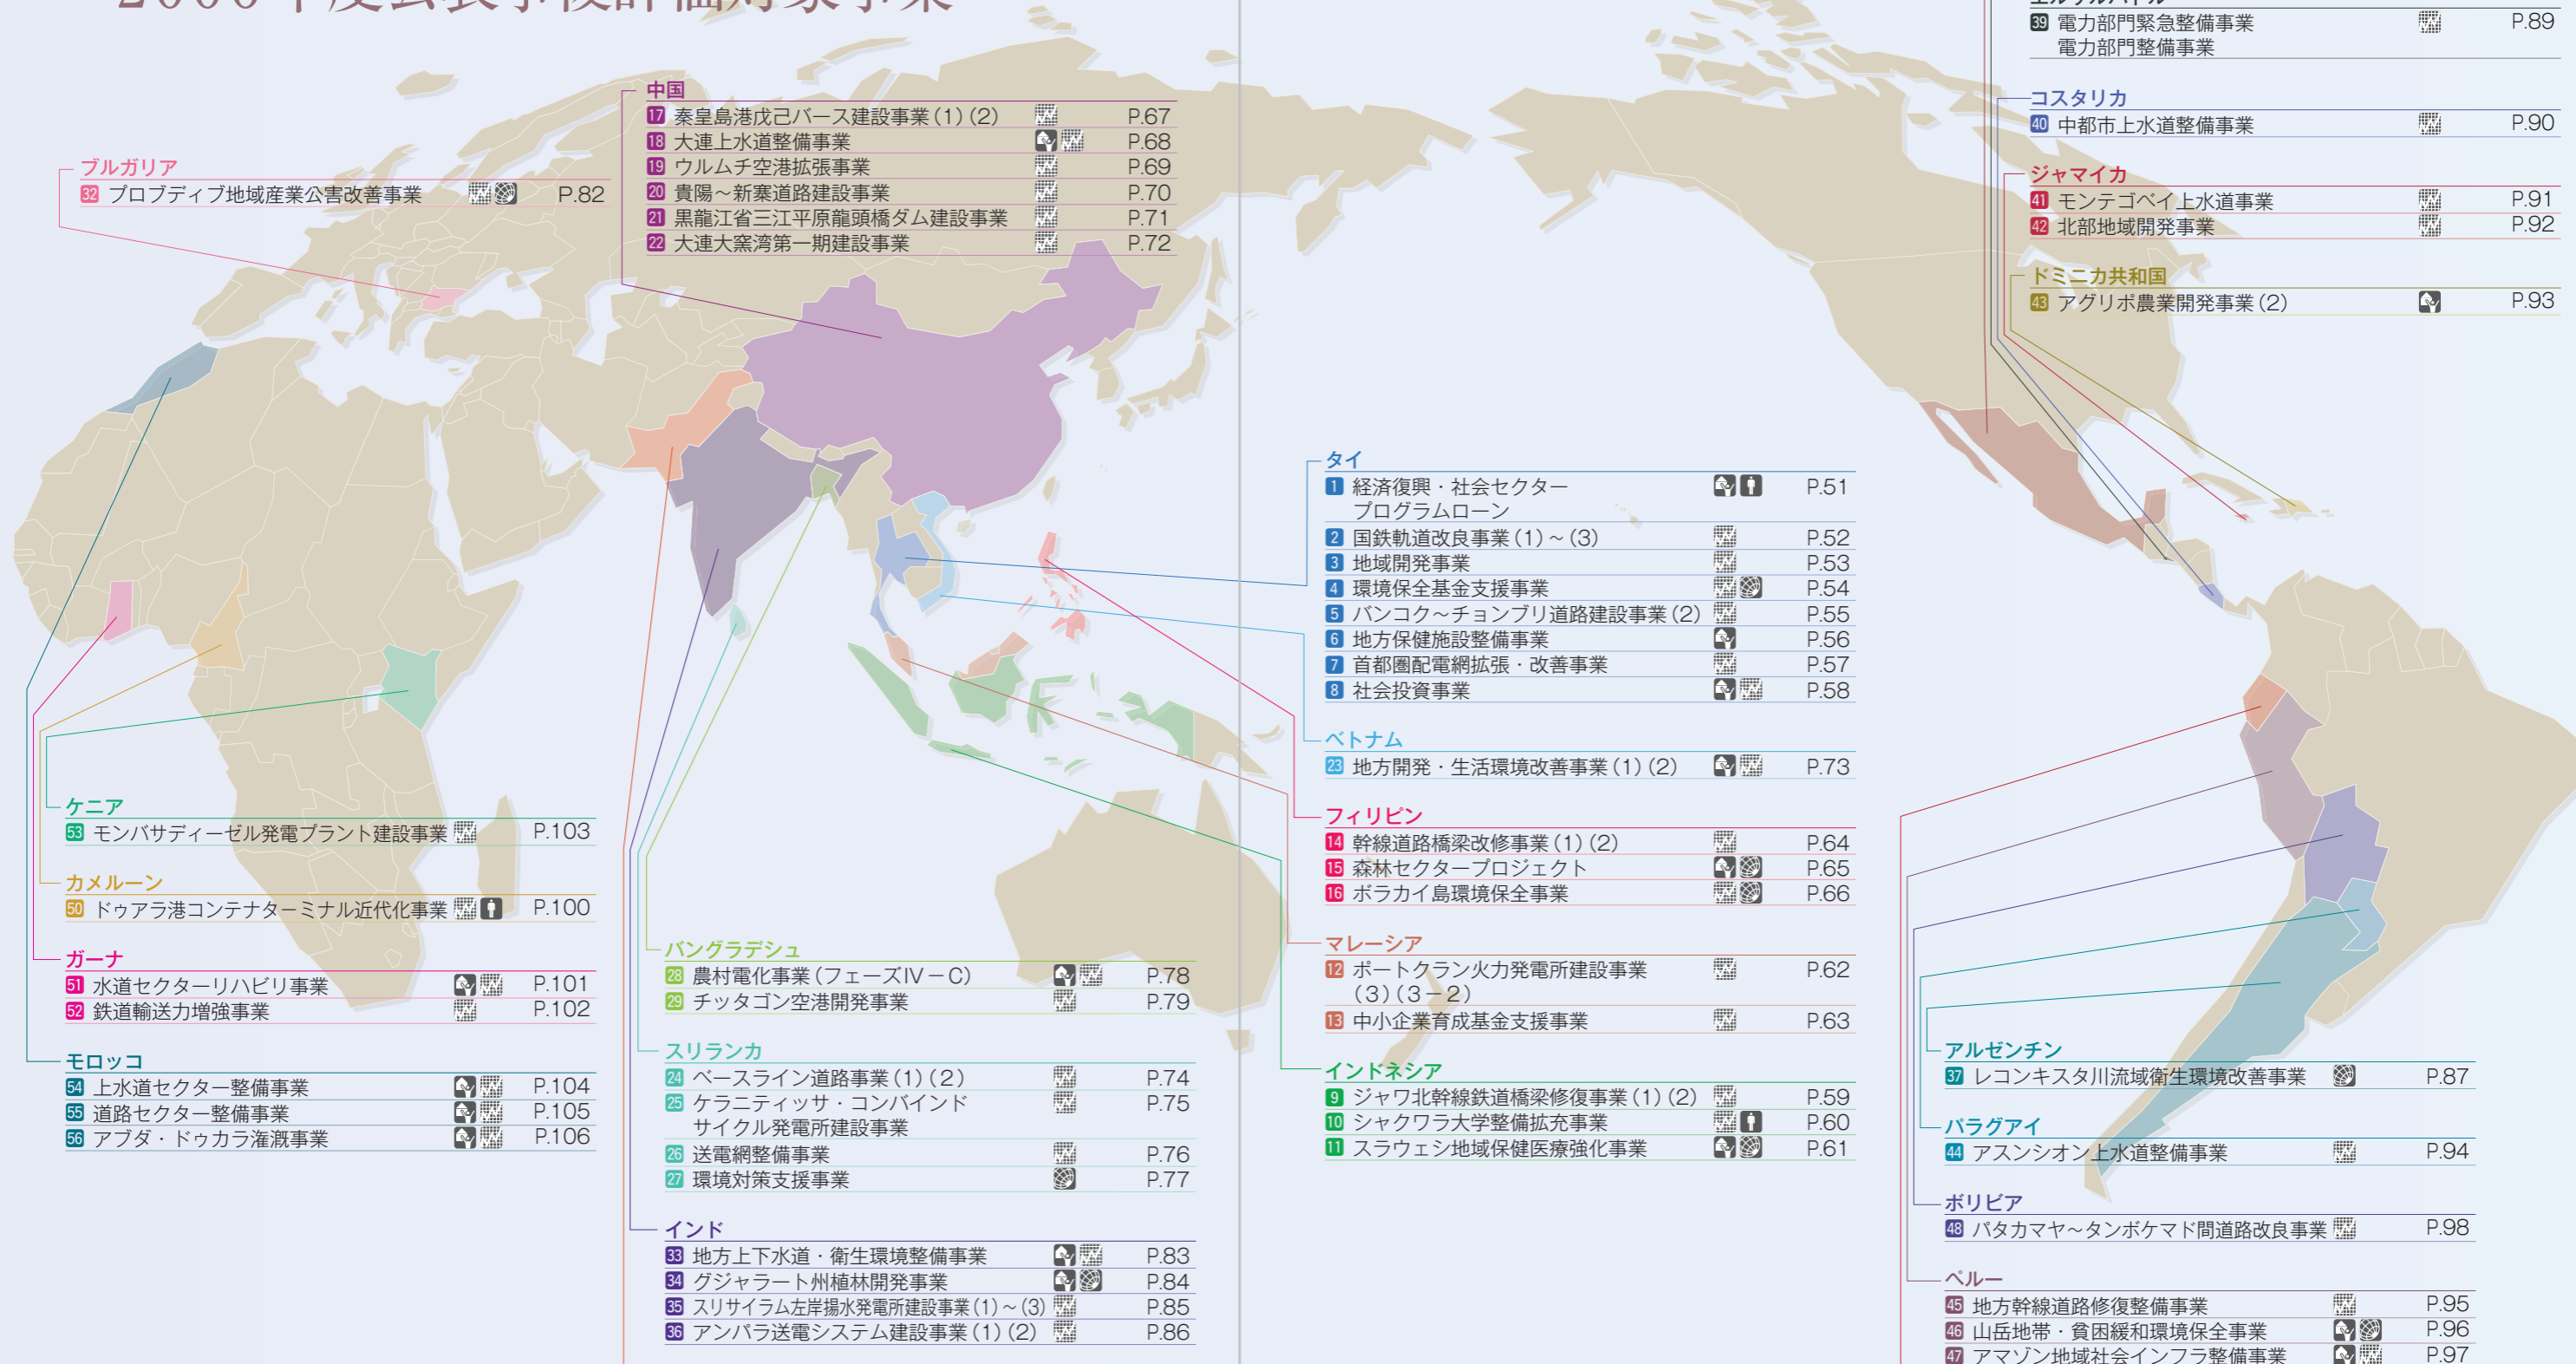 ブルガリア
32 プロブディブ地域産業公害改善事業 P.82
中国
17 秦皇島港戊己バース建設事業(1)(2) P.67
18 大連上水道整備事業 P.68
19 ウルムチ空港拡張事業 P.69
20 貴陽～新寨道路建設事業 P.70
21 黒龍江省三江平原龍頭橋ダム建設事業 P.71
22 大連大窯湾第一期建設事業 P.72
ケニア
53 モンバサディーゼル発電プラント建設事業 P.103
カメルーン
50 ドゥアラ港コンテナターミナル近代化事業 P.100
ガーナ
51 水道セクターリハビリ事業 P.101
52 鉄道輸送力増強事業 P.102
モロッコ
54 上水道セクター整備事業 P.104
55 道路セクター整備事業 P.105
56 アブダ・ドゥカラ潅漑事業 P.106
バングラデシュ
28 農村電化事業(フェーズⅣ－C) P.78
29 チッタゴン空港開発事業 P.79
スリランカ
24 ベースライン道路事業(1)(2) P.74
25 ケラニティッサ・コンバインド P.75
サイクル発電所建設事業
26 送電網整備事業 P.76
27 環境対策支援事業 P.77
インド
33 地方上下水道・衛生環境整備事業 P.83
34 グジャラート州植林開発事業 P.84
35 スリサイラム左岸揚水発電所建設事業(1)～(3) P.85
36 アンパラ送電システム建設事業(1)(2) P.86
タイ
1 経済復興・社会セクター P.51
プログラムローン
2 国鉄軌道改良事業(1)～(3) P.52
3 地域開発事業 P.53
4 環境保全基金支援事業 P.54
5 バンコク～チョンブリ道路建設事業(2) P.55
6 地方保健施設整備事業 P.56
7 首都圏配電網拡張・改善事業 P.57
8 社会投資事業 P.58
ベトナム
23 地方開発・生活環境改善事業(1)(2) P.73
フィリピン
14 幹線道路橋梁改修事業(1)(2) P.64
15 森林セクタープロジェクト P.65
16 ボラカイ島環境保全事業 P.66
マレーシア
12 ポートクラン火力発電所建設事業 P.62
(3)(3－2)
13 中小企業育成基金支援事業 P.63
インドネシア
9 ジャワ北幹線鉄道橋梁修復事業(1)(2) P.59
10 シャクワラ大学整備拡充事業 P.60
11 スラウェシ地域保健医療強化事業 P.61
39 電力部門緊急整備事業 P.89
電力部門整備事業
コスタリカ
40 中都市上水道整備事業 P.90
ジャマイカ
41 モンテゴベイ上水道事業 P.91
42 北部地域開発事業 P.92
ドミニカ共和国
43 アグリポ農業開発事業(2) P.93
アルゼンチン
37 レコンキスタ川流域衛生環境改善事業 P.87
パラグアイ
44 アスンシオン上水道整備事業 P.94
ボリビア
48 パタカマヤ～タンボケマド間道路改良事業 P.98
ペルー
45 地方幹線道路修復整備事業 P.95
46 山岳地帯・貧困緩和環境保全事業 P.96
47 アマゾン地域社会インフラ整備事業 P.97